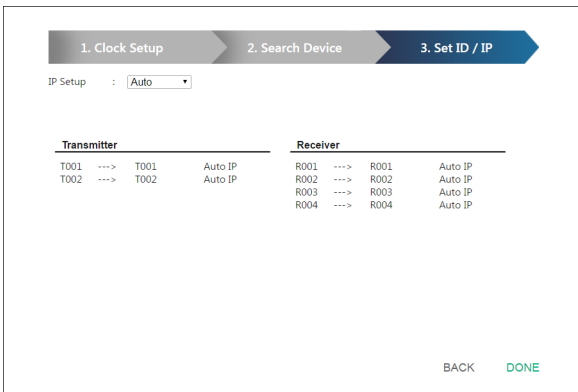 1. Clock Setup 2. Search Device 3. Set ID / IP
IP Setup : Auto
Transmitter
T001 ---> T001 Auto IP
T002 ---> T002 Auto IP
Receiver
R001 ---> R001 Auto IP
R002 ---> R002 Auto IP
R003 ---> R003 Auto IP
R004 ---> R004 Auto IP
BACK DONE